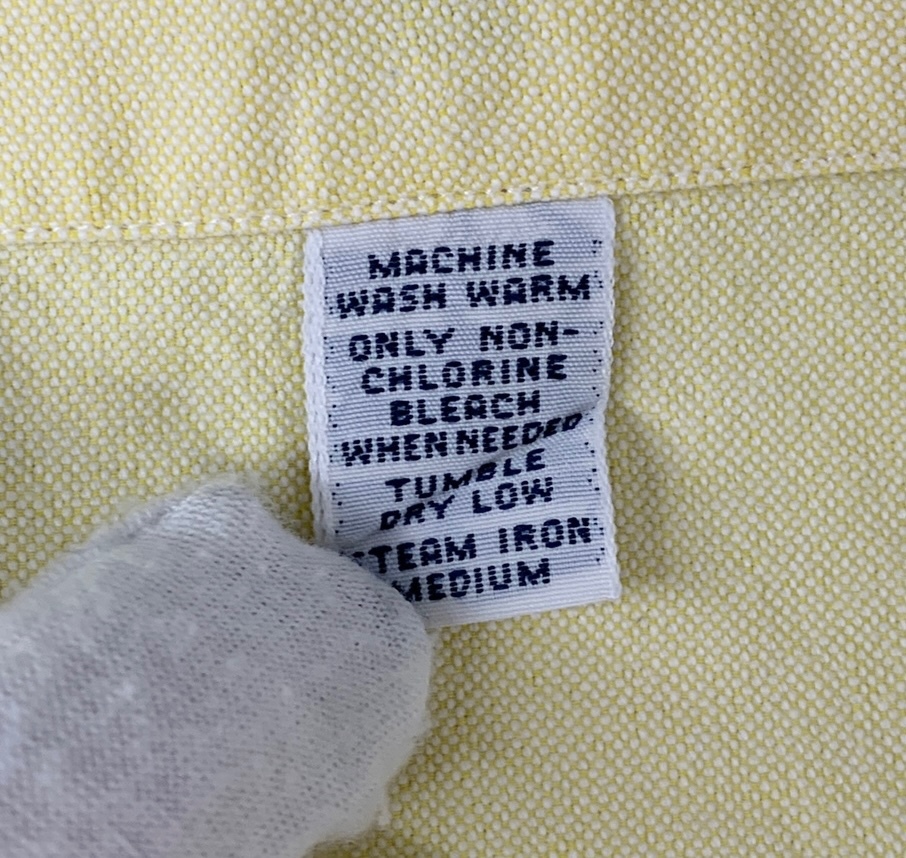 MACHINE
WASH WARM
ONLY NON-
CHLORINE
BLEACH
WHEN NEEDED
TUMBLE
DRY LOW
STEAM IRON
MEDIUM